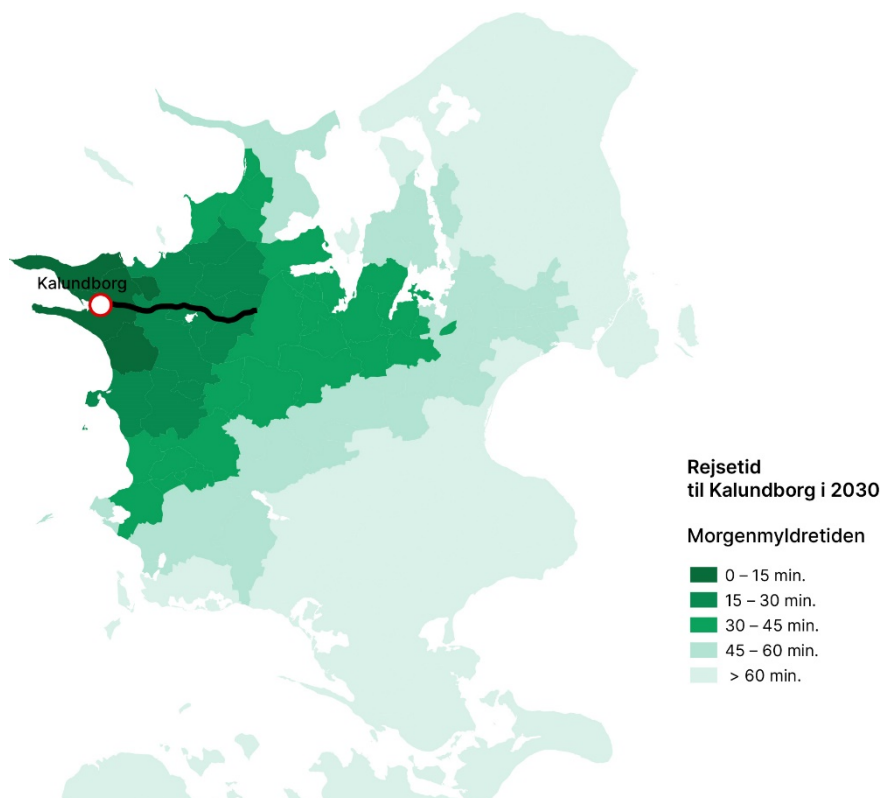 Kalundborg
Rejsetid
til Kalundborg i 2030
Morgenmyldretiden
0 – 15 min.
15 – 30 min.
30 – 45 min.
45 – 60 min.
> 60 min.